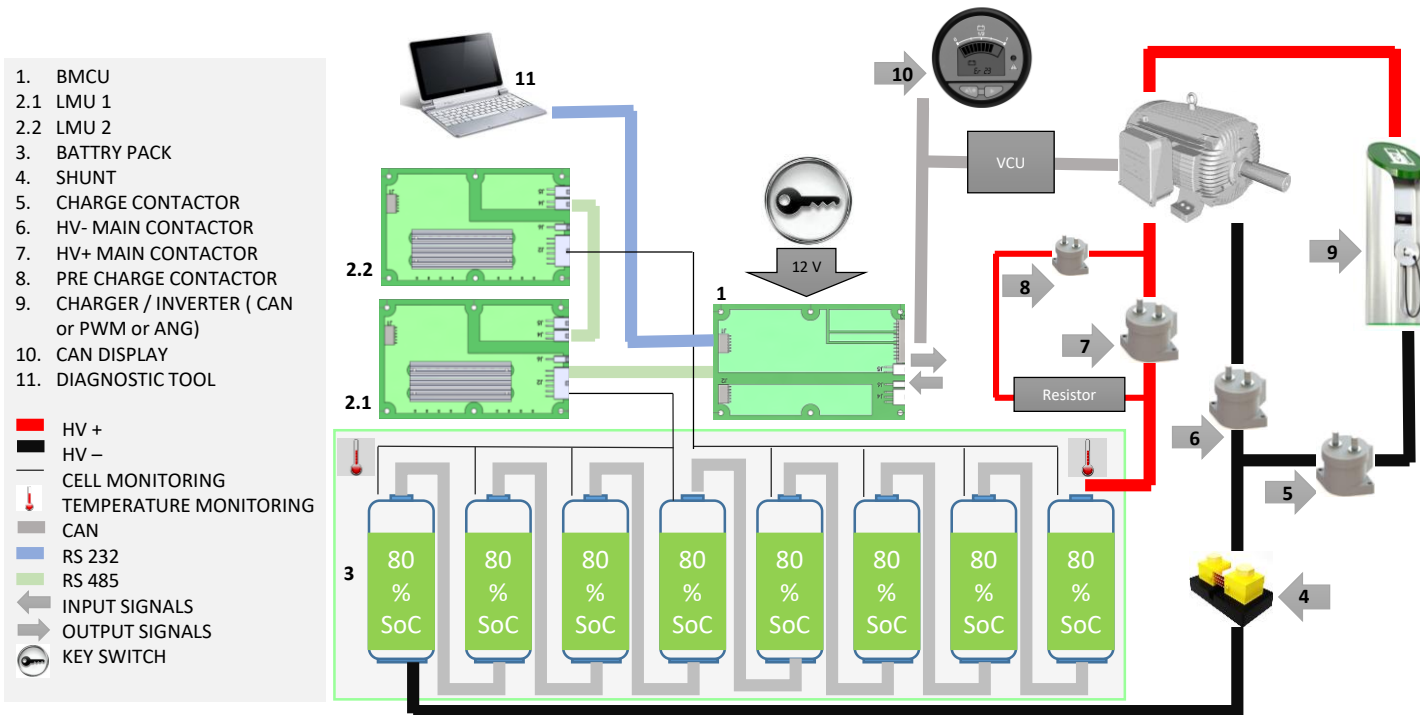 1. BMCU
2.1 LMU 1
2.2 LMU 2
3. BATTRY PACK
4. SHUNT
5. CHARGE CONTACTOR
6. HV- MAIN CONTACTOR
7. HV+ MAIN CONTACTOR
8. PRE CHARGE CONTACTOR
9. CHARGER / INVERTER ( CAN
or PWM or ANG)
10. CAN DISPLAY
11. DIAGNOSTIC TOOL
HV +
HV –
CELL MONITORING
TEMPERATURE MONITORING
CAN
RS 232
RS 485
INPUT SIGNALS
OUTPUT SIGNALS
KEY SWITCH
11
10
VCU
12 V
2.2
1
2.1
8
7
Resistor
9
6
5
4
3
80
%
SoC
80
%
SoC
80
%
SoC
80
%
SoC
80
%
SoC
80
%
SoC
80
%
SoC
80
%
SoC